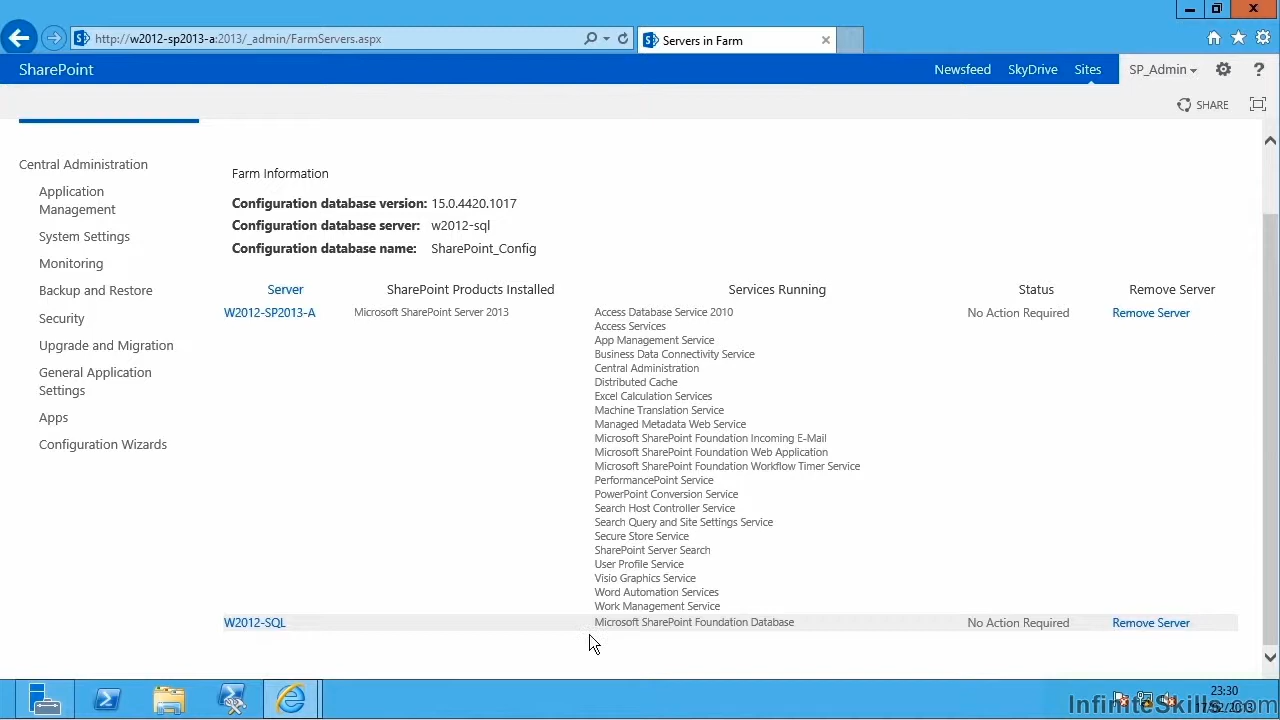 http://w2012-sp2013-a:2013/_admin/FarmServers.aspx
Servers in Farm
SharePoint
Newsfeed SkyDrive Sites SP_Admin ?
SHARE
Central Administration
Application
Management
System Settings
Monitoring
Backup and Restore
Security
Upgrade and Migration
General Application
Settings
Apps
Configuration Wizards
Farm Information
Configuration database version: 15.0.4420.1017
Configuration database server: w2012-sql
Configuration database name: SharePoint_Config
Server SharePoint Products Installed Services Running Status Remove Server
W2012-SP2013-A Microsoft SharePoint Server 2013 Access Database Service 2010 No Action Required Remove Server
Access Services
App Management Service
Business Data Connectivity Service
Central Administration
Distributed Cache
Excel Calculation Services
Machine Translation Service
Managed Metadata Web Service
Microsoft SharePoint Foundation Incoming E-Mail
Microsoft SharePoint Foundation Web Application
Microsoft SharePoint Foundation Workflow Timer Service
PerformancePoint Service
PowerPoint Conversion Service
Search Host Controller Service
Search Query and Site Settings Service
Secure Store Service
SharePoint Server Search
User Profile Service
Visio Graphics Service
Word Automation Services
Work Management Service
W2012-SQL Microsoft SharePoint Foundation Database No Action Required Remove Server
23:30
17/02/2013
InfiniteSkills.com